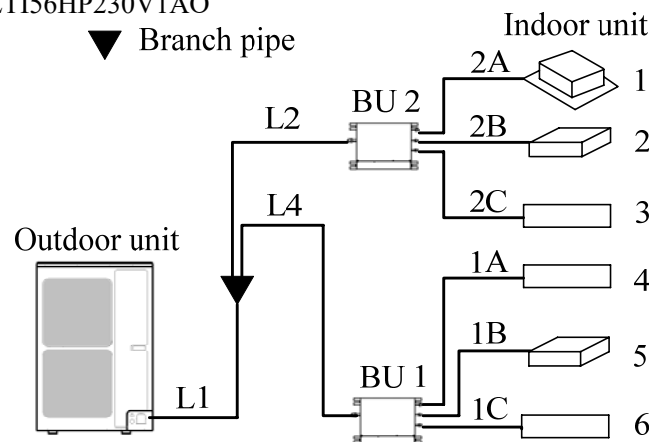 Branch pipe
Indoor unit
2A
1
BU 2
L2
2B
2
2C
3
L4
Outdoor unit
1A
4
1B
5
BU 1
L1
1C
6